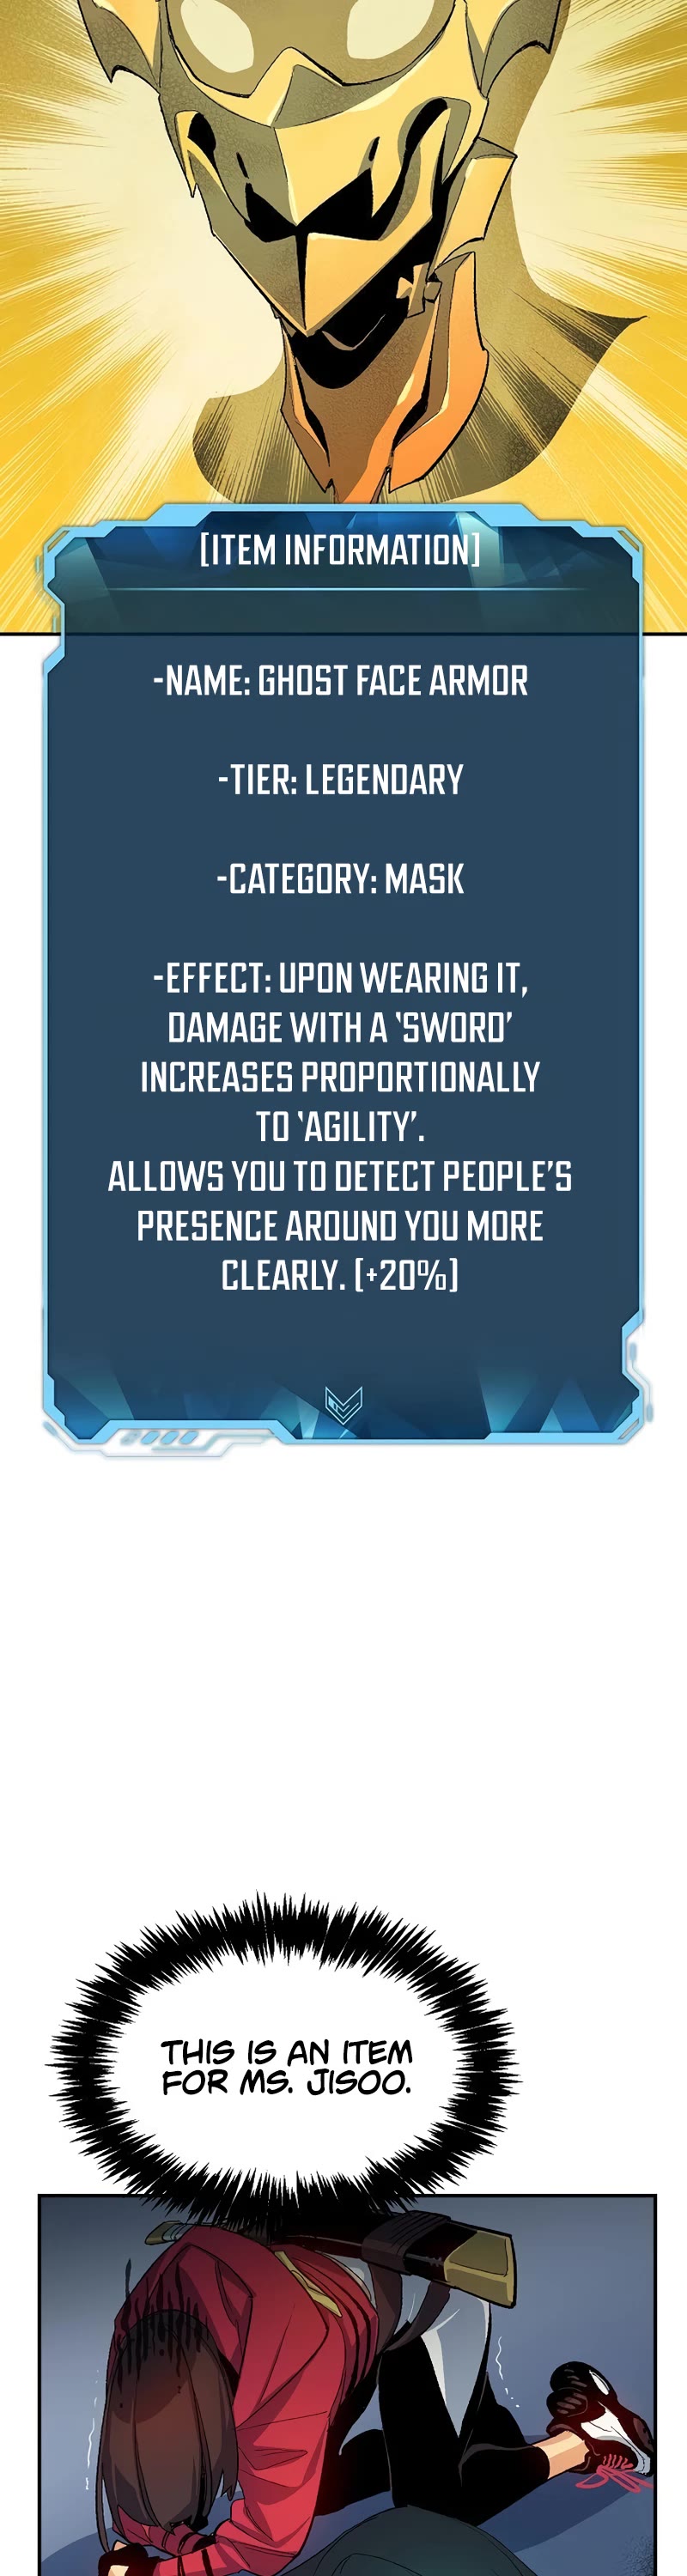 [ITEM INFORMATION]
-NAME: GHOST FACE ARMOR
-TIER: LEGENDARY
-CATEGORY: MASK
-EFFECT: UPON WEARING IT,
DAMAGE WITH A 'SWORD'
INCREASES PROPORTIONALLY
TO 'AGILITY'.
ALLOWS YOU TO DETECT PEOPLE'S
PRESENCE AROUND YOU MORE
CLEARLY. [+20%]
THIS IS AN ITEM
FOR MS. JISOO.